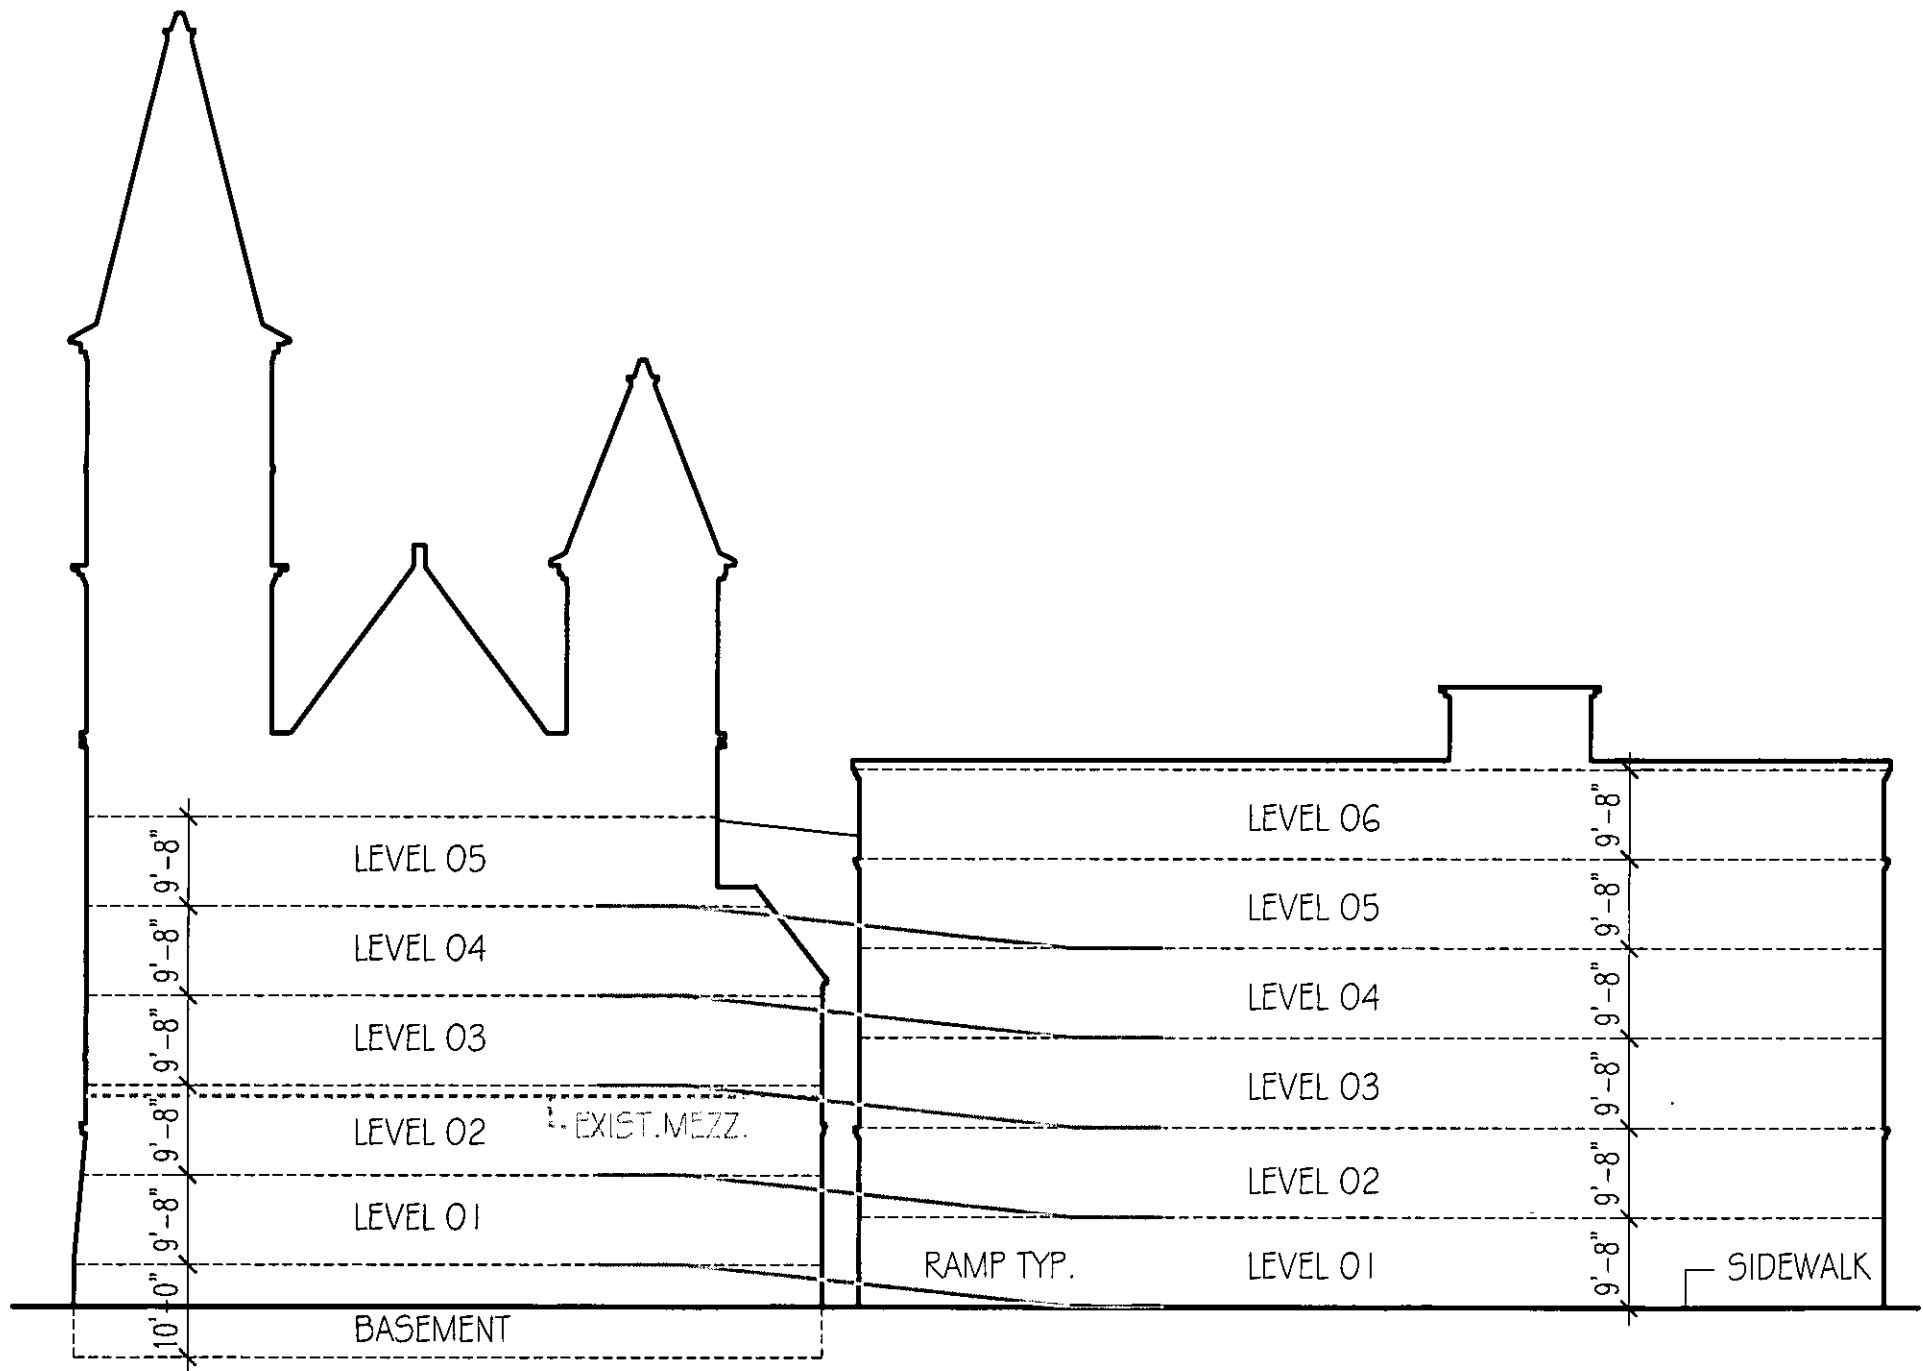 LEVEL 06
9'-8"
LEVEL 05
9'-8"
LEVEL 05
9'-8"
LEVEL 04
9'-8"
LEVEL 04
9'-8"
LEVEL 03
9'-8"
LEVEL 03
9'-8"
LEVEL 02
9'-8"
EXIST. MEZZ.
LEVEL 02
9'-8"
LEVEL 01
9'-8"
RAMP TYP.
LEVEL 01
9'-8"
SIDEWALK
10'-0"
BASEMENT